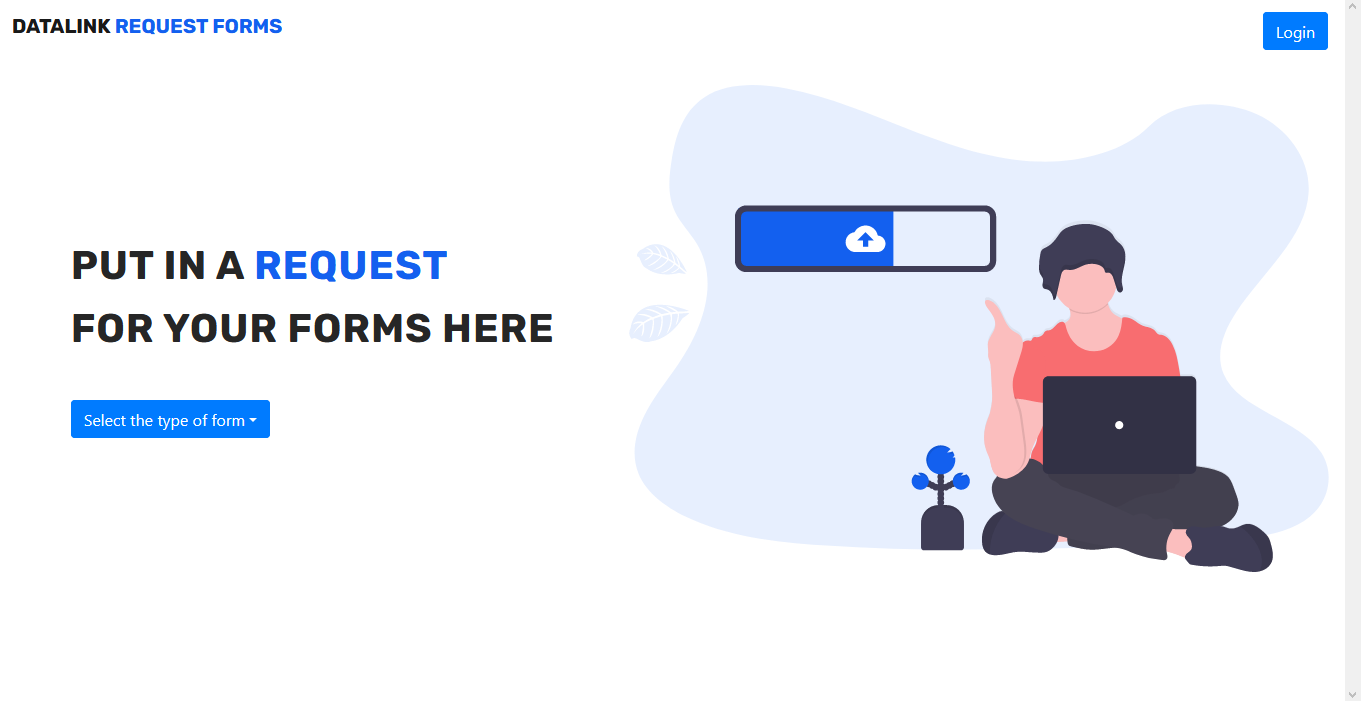 DATALINK REQUEST FORMS
Login
PUT IN A REQUEST
FOR YOUR FORMS HERE
Select the type of form